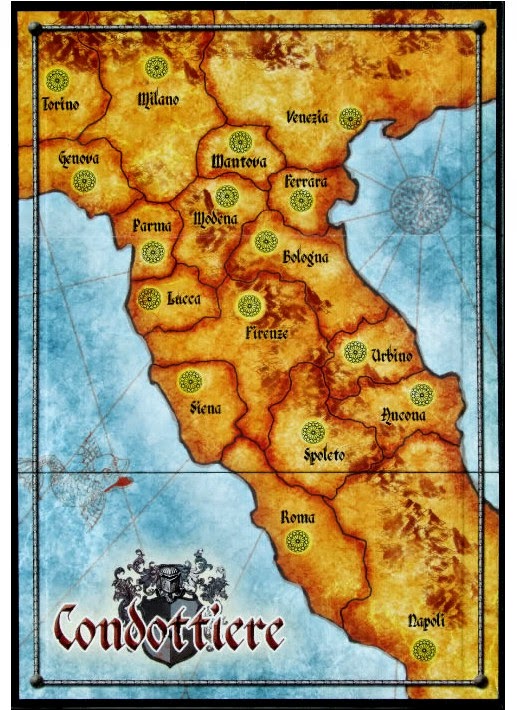 Torino
Milano
Venezia
Genova
Mantova
Ferrara
Modena
Parma
Bologna
Lucca
Firenze
Urbino
Siena
Ancona
Spoleto
Roma
Condottiere
Napoli